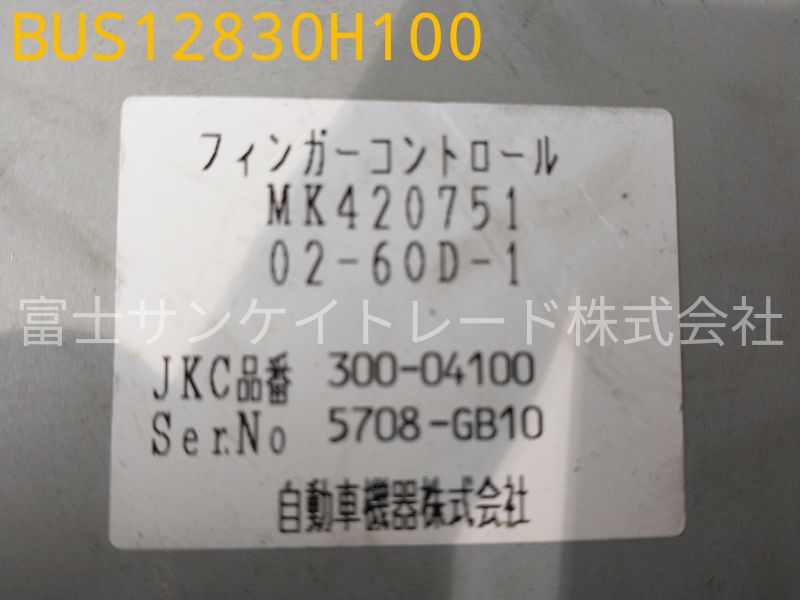 BUS12830H100
フィンガーコントロール
MK420751
02-60D-1
富士サンケイトレード株式会社
JKC品番 300-04100
Ser.No 5708-GB10
自動車機器株式会社